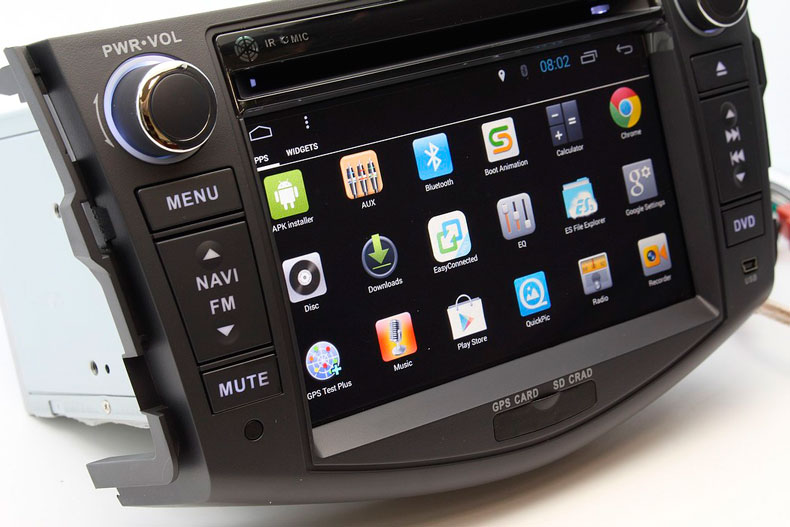 PWR•VOL
IR MIC
08:02
PPS WIDGETS
APK installer
AUX
Bluetooth
Boot Animation
Calculator
Chrome
Disc
Downloads
EasyConnected
EQ
ES File Explorer
Google Settings
GPS Test Plus
Music
Play Store
QuickPic
Radio
Recorder
MENU
NAVI
FM
MUTE
DVD
USB
GPS CARD SD CRAD